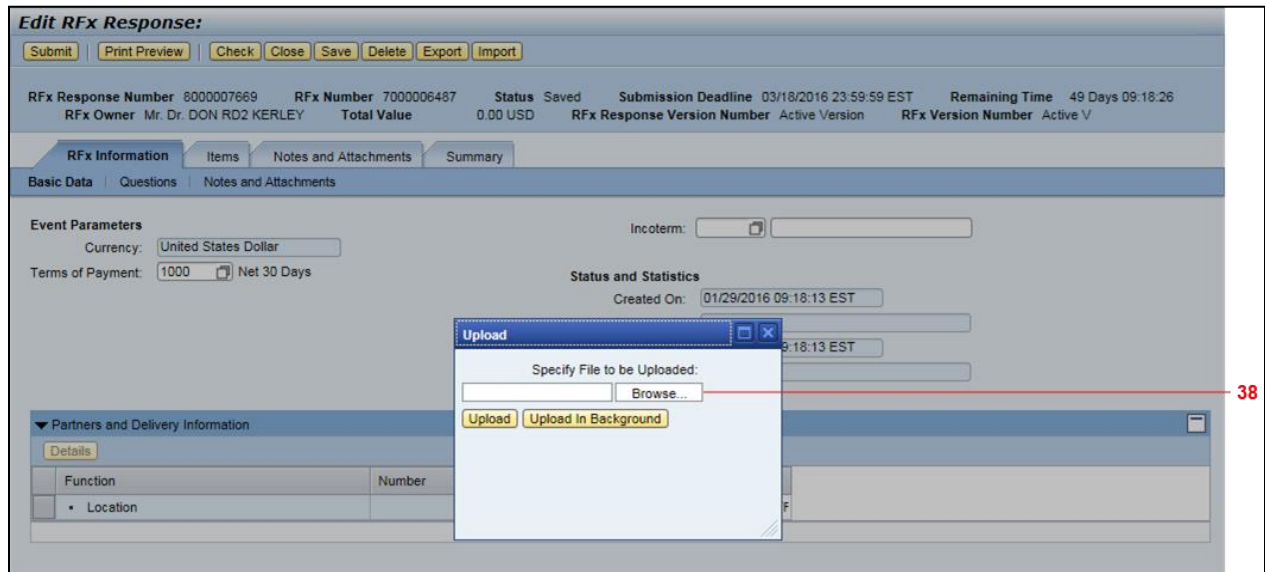 Edit RFx Response:
Submit Print Preview Check Close Save Delete Export Import
RFx Response Number 8000007669 RFx Number 7000006487 Status Saved Submission Deadline 03/18/2016 23:59:59 EST Remaining Time 49 Days 09:18:26
RFx Owner Mr. Dr. DON RD2 KERLEY Total Value 0.00 USD RFx Response Version Number Active Version RFx Version Number Active V
RFx Information Items Notes and Attachments Summary
Basic Data Questions Notes and Attachments
Event Parameters
Incoterm:
Currency: United States Dollar
Terms of Payment: 1000 Net 30 Days
Status and Statistics
Created On: 01/29/2016 09:18:13 EST
Upload
9:18:13 EST
Specify File to be Uploaded:
Browse... 38
Upload Upload In Background
Partners and Delivery Information
Details
Function Number
Location